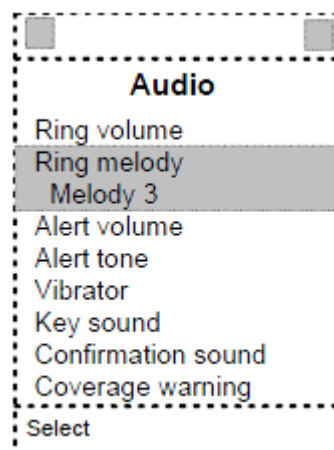 Audio
Ring volume
Ring melody
Melody 3
Alert volume
Alert tone
Vibrator
Key sound
Confirmation sound
Coverage warning
Select